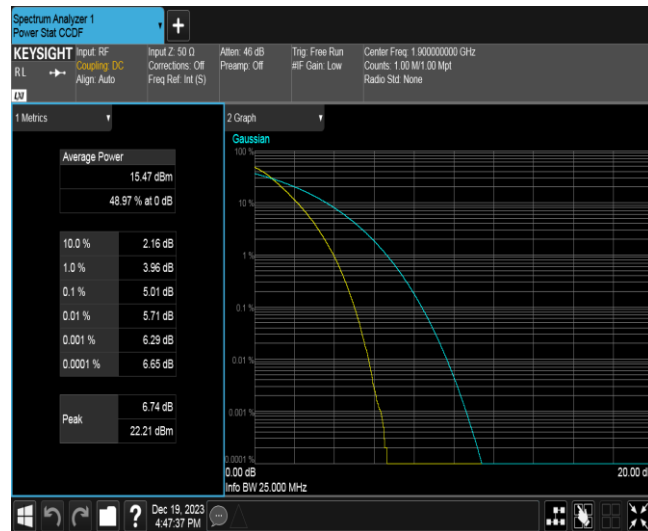 Spectrum Analyzer 1
Power Stat CCDF
+
KEYSIGHT
RL
LXI
Input: RF
Coupling: DC
Align: Auto
Input Z: 50 Ω
Corrections: Off
Freq Ref: Int (S)
Atten: 46 dB
Preamp: Off
Trig: Free Run
#IF Gain: Low
Center Freq: 1.900000000 GHz
Counts: 1.00 M/1.00 Mpt
Radio Std: None
1 Metrics
Average Power
15.47 dBm
48.97 % at 0 dB
10.0 % 2.16 dB
1.0 % 3.96 dB
0.1 % 5.01 dB
0.01 % 5.71 dB
0.001 % 6.29 dB
0.0001 % 6.65 dB
Peak
6.74 dB
22.21 dBm
2 Graph
Gaussian
100 %
10 %
1 %
0.1 %
0.01 %
0.001 %
0.0001 %
0.00 dB
20.00 d
Info BW 25.000 MHz
?
Dec 19, 2023
4:47:37 PM